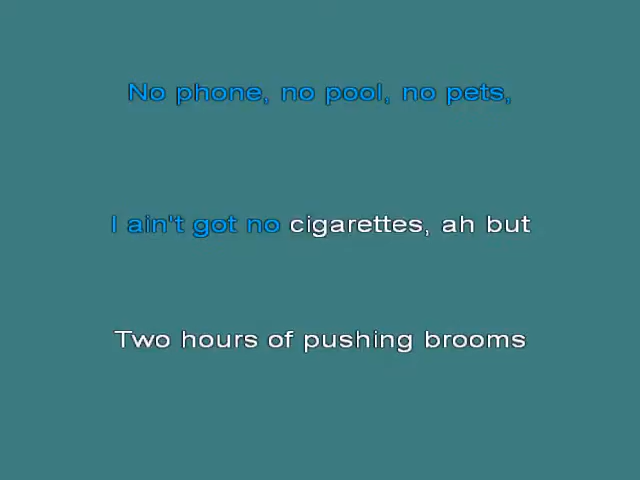 No phone, no pool, no pets,
I ain't got no cigarettes, ah but
Two hours of pushing brooms